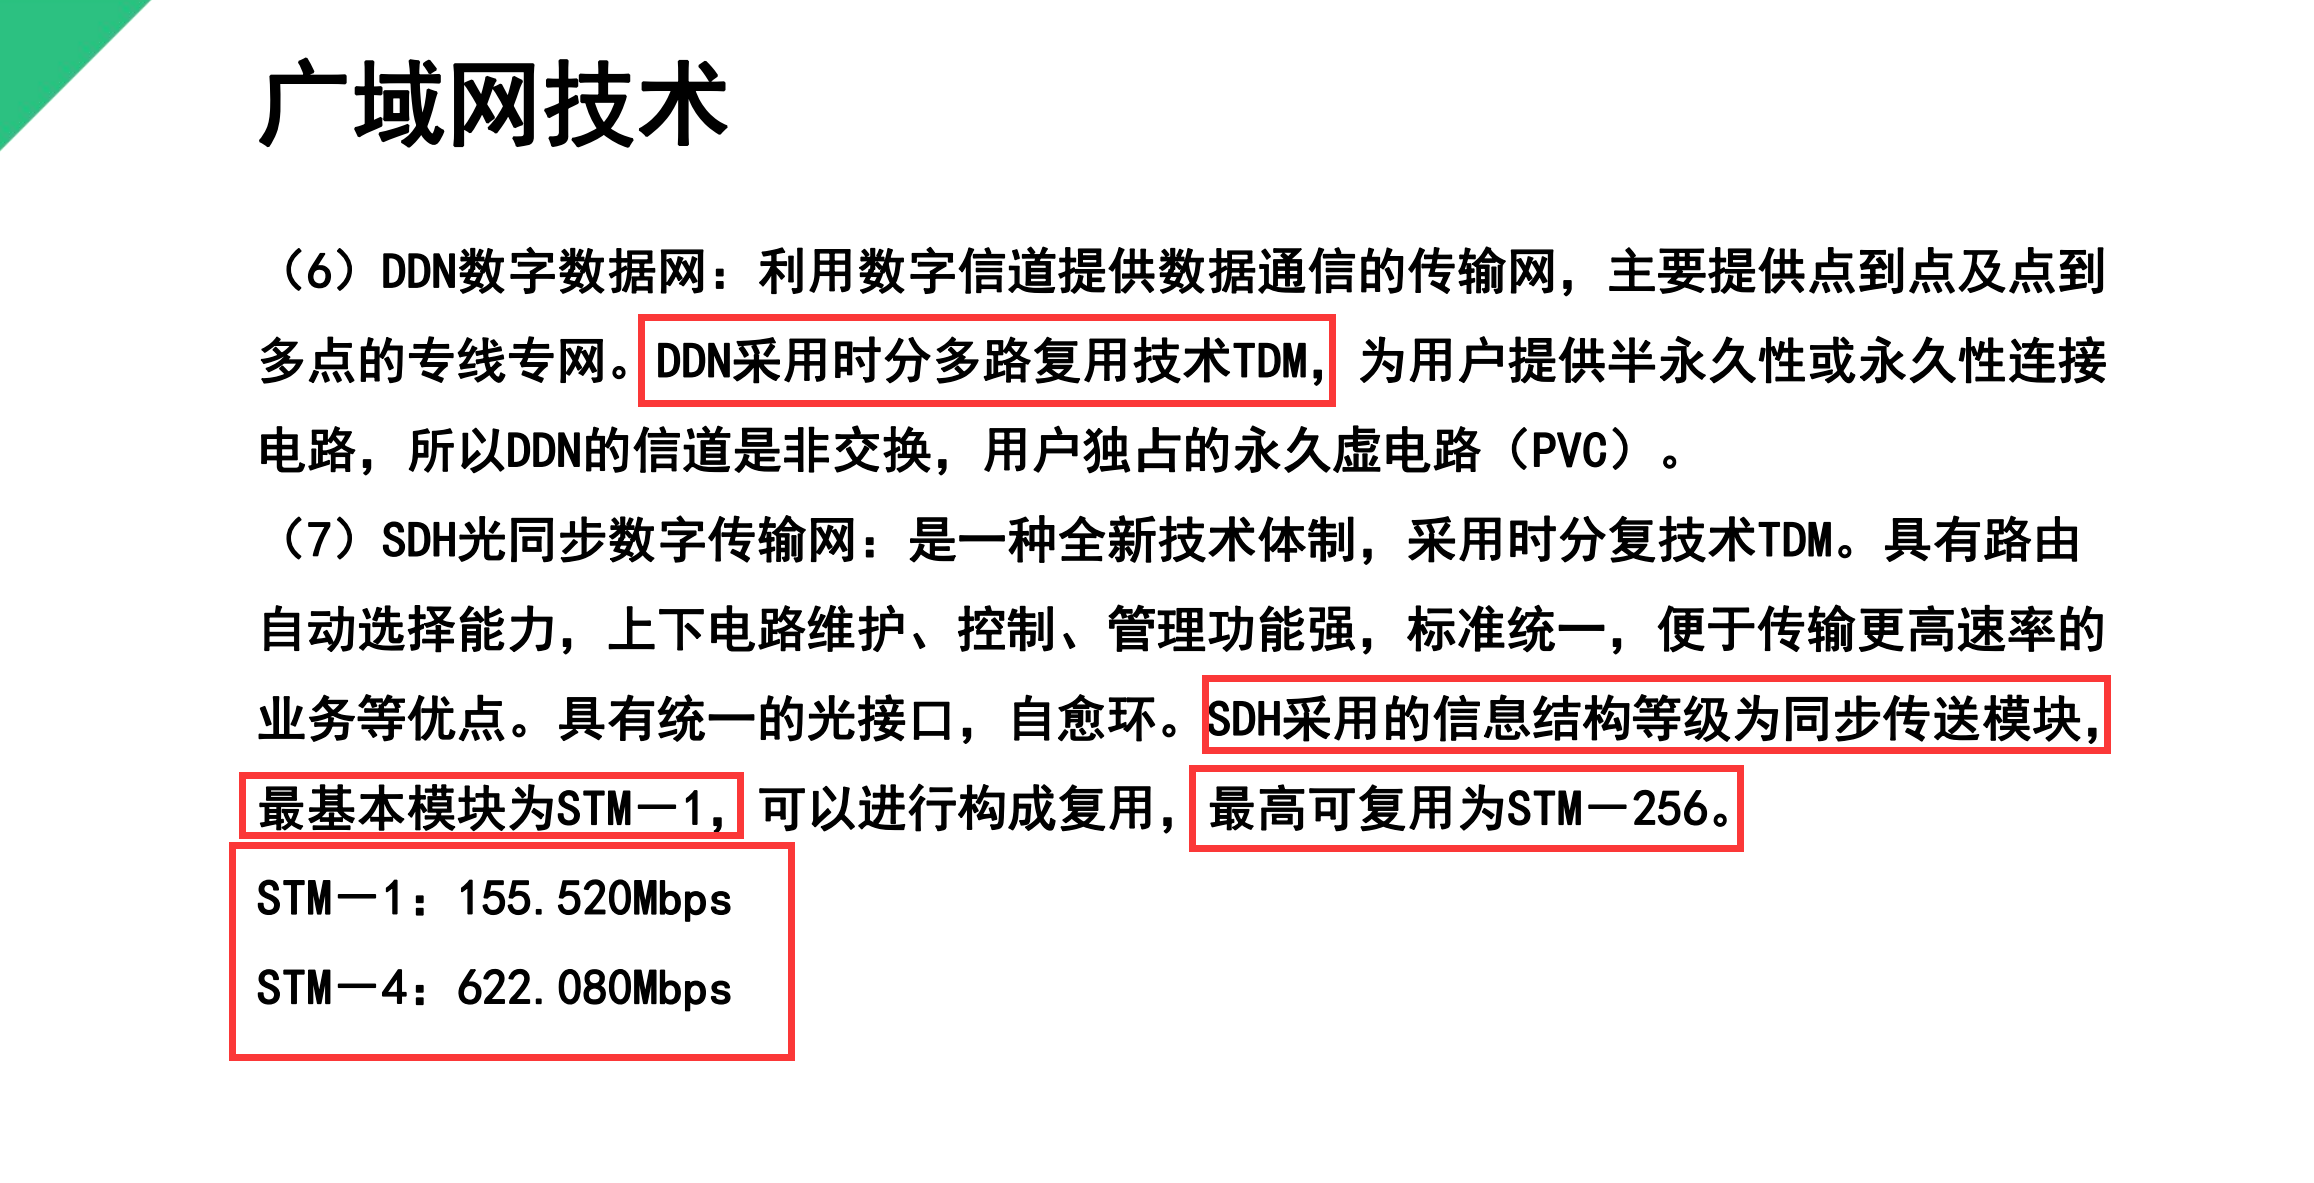 广域网技术
（6）DDN数字数据网：利用数字信道提供数据通信的传输网，主要提供点到点及点到
多点的专线专网。DDN采用时分多路复用技术TDM，为用户提供半永久性或永久性连接
电路，所以DDN的信道是非交换，用户独占的永久虚电路（PVC）。
（7）SDH光同步数字传输网：是一种全新技术体制，采用时分复技术TDM。具有路由
自动选择能力，上下电路维护、控制、管理功能强，标准统一，便于传输更高速率的
业务等优点。具有统一的光接口，自愈环。SDH采用的信息结构等级为同步传送模块，
最基本模块为STM－1，可以进行构成复用，最高可复用为STM－256。
STM－1：155.520Mbps
STM－4：622.080Mbps